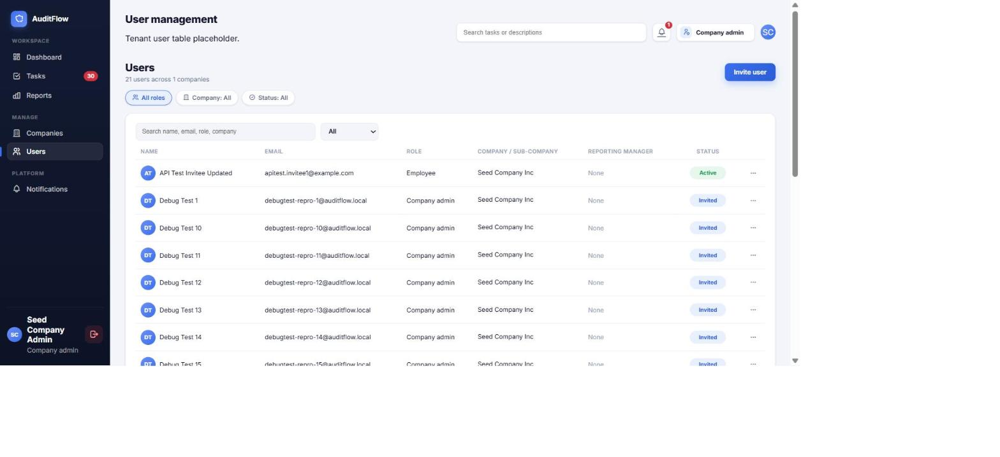 AuditFlow
WORKSPACE
Dashboard
Tasks 30
Reports
MANAGE
Companies
Users
PLATFORM
Notifications
SC Seed Company Admin
Company admin
User management
Tenant user table placeholder.
Search tasks or descriptions
1
Company admin
SC
Users
21 users across 1 companies
Invite user
All roles Company: All Status: All
Search name, email, role, company All
NAME EMAIL ROLE COMPANY / SUB-COMPANY REPORTING MANAGER STATUS
AT API Test Invitee Updated apitest.invitee1@example.com Employee Seed Company Inc None Active ...
DT Debug Test 1 debugtest-repro-1@auditflow.local Company admin Seed Company Inc None Invited ...
DT Debug Test 10 debugtest-repro-10@auditflow.local Company admin Seed Company Inc None Invited ...
DT Debug Test 11 debugtest-repro-11@auditflow.local Company admin Seed Company Inc None Invited ...
DT Debug Test 12 debugtest-repro-12@auditflow.local Company admin Seed Company Inc None Invited ...
DT Debug Test 13 debugtest-repro-13@auditflow.local Company admin Seed Company Inc None Invited ...
DT Debug Test 14 debugtest-repro-14@auditflow.local Company admin Seed Company Inc None Invited ...
DT Debug Test 15 debugtest-repro-15@auditflow.local Company admin Seed Company Inc None Invited ...